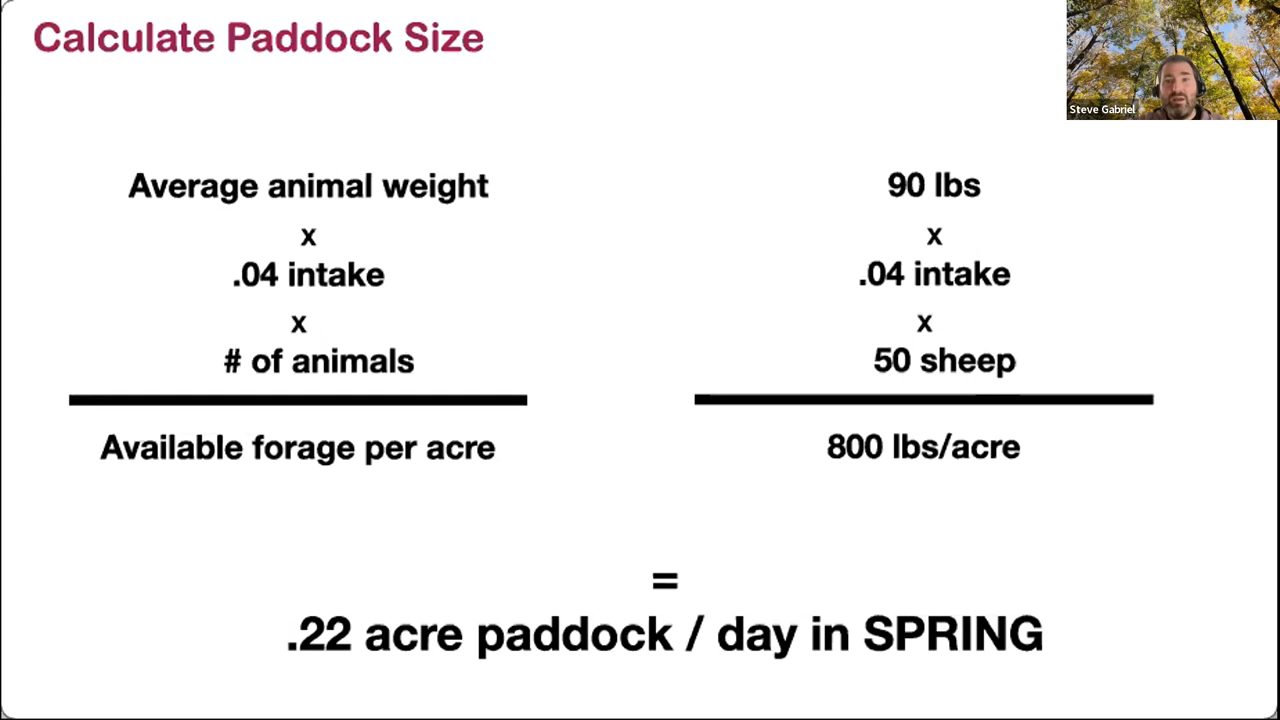 Calculate Paddock Size
Steve Gabriel
Average animal weight
x
.04 intake
x
# of animals
Available forage per acre
90 lbs
x
.04 intake
x
50 sheep
800 lbs/acre
=
.22 acre paddock / day in SPRING